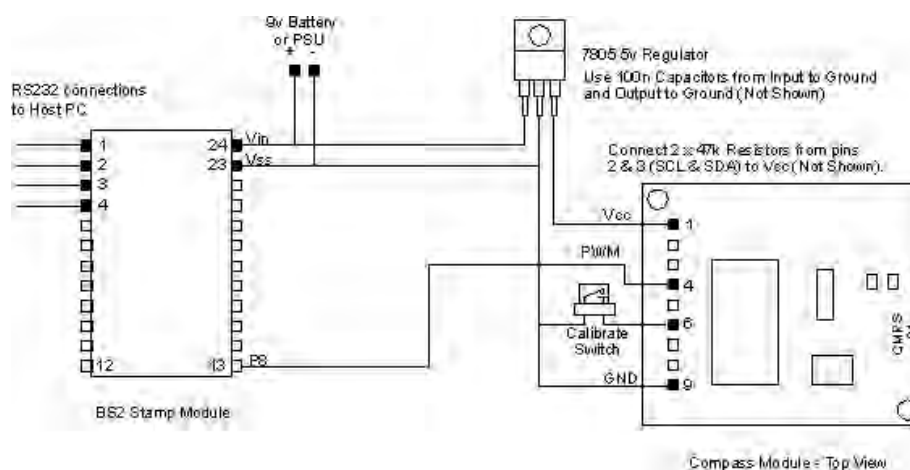 9v Battery
or PSU
+ -
7805 5v Regulator
Use 100n Capacitors from Input to Ground
and Output to Ground (Not Shown)
RS232 connections
to Host PC
1 24 Vin
2 23 Vss
3
4
Connect 2 x 47k Resistors from pins
2 & 3 (SCL & SDA) to Vcc (Not Shown).
Vcc 1
PWM
4
6
Calibrate
Switch
GND 9
12 13 P8
BS2 Stamp Module
Compass Module - Top View